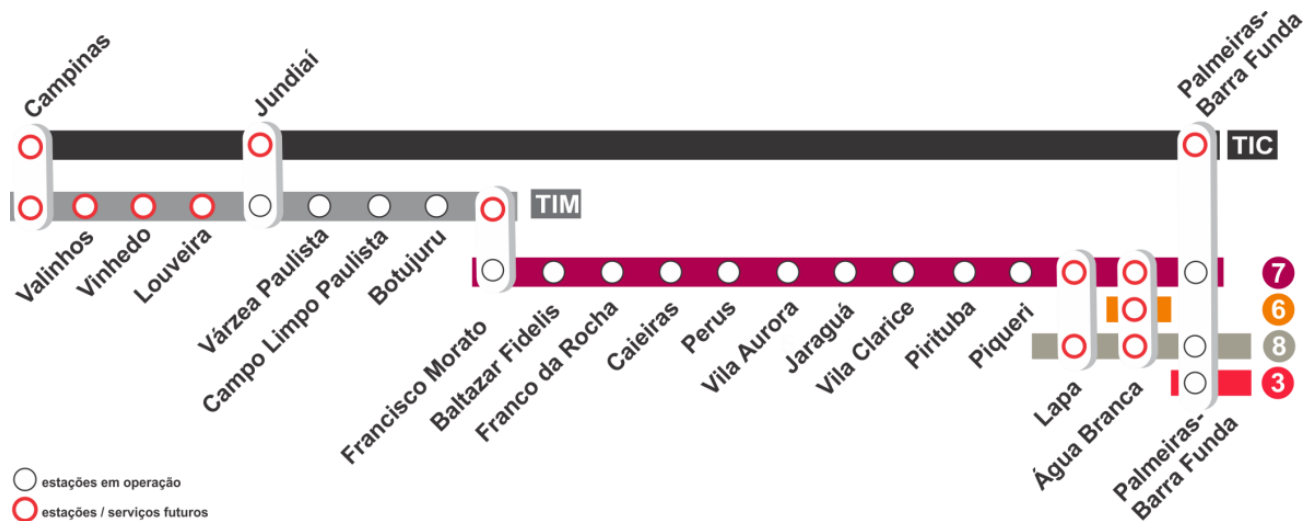 Campinas
Jundiaí
Palmeiras-
Barra Funda
TIC
TIM
Valinhos
Vinhedo
Louveira
Várzea Paulista
Campo Limpo Paulista
Botujuru
Francisco Morato
Baltazar Fidelis
Franco da Rocha
Caieiras
Perus
Vila Aurora
Jaraguá
Vila Clarice
Pirituba
Piqueri
Lapa
Água Branca
Palmeiras-
Barra Funda
7
6
8
3
estações em operação
estações / serviços futuros